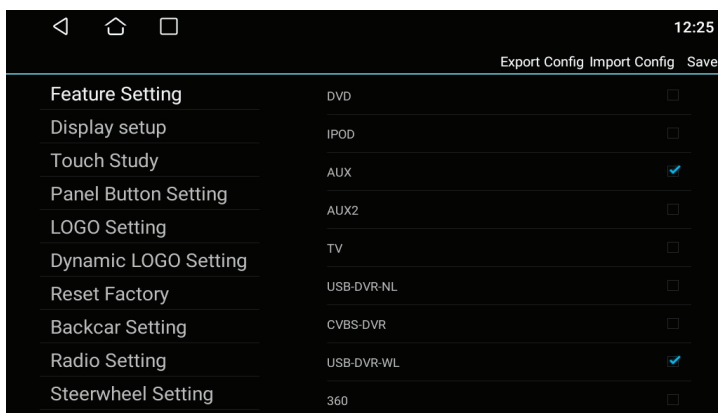 12:25
Export Config Import Config Save
Feature Setting
Display setup
Touch Study
Panel Button Setting
LOGO Setting
Dynamic LOGO Setting
Reset Factory
Backcar Setting
Radio Setting
Steerwheel Setting
DVD
IPOD
AUX
AUX2
TV
USB-DVR-NL
CVBS-DVR
USB-DVR-WL
360